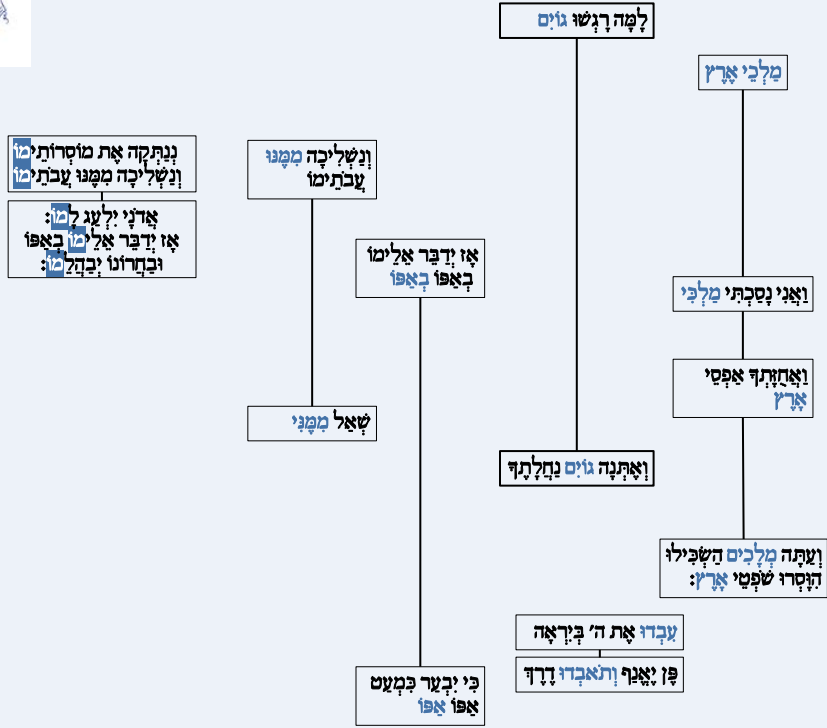 לָמָּה רָגְשׁוּ גוֹיִם
מַלְכֵי אֶרֶץ
נְנַתְּקָה אֶת מוֹסְרוֹתֵימוֹ
וְנַשְׁלִיכָה מִמֶּנּוּ עֲבֹתֵימוֹ
אֲדֹנָי יִלְעַג לָמוֹ:
אָז יְדַבֵּר אֵלֵימוֹ בְאַפּוֹ
וּבַחֲרוֹנוֹ יְבַהֲלֵמוֹ:
וְנַשְׁלִיכָה מִמֶּנּוּ
עֲבֹתֵימוֹ
אָז יְדַבֵּר אֵלֵימוֹ
בְאַפּוֹ בְאַפּוֹ
וַאֲנִי נָסַכְתִּי מַלְכִּי
וַאֲחֻזָּתְךָ אַפְסֵי
אָרֶץ
שְׁאַל מִמֶּנִּי
וְאֶתְּנָה גוֹיִם נַחֲלָתֶךָ
וְעַתָּה מְלָכִים הַשְׂכִּילוּ
הִוָּסְרוּ שֹׁפְטֵי אָרֶץ:
עִבְדוּ אֶת ה' בְּיִרְאָה
פֶּן יֶאֱנַף וְתֹאבְדוּ דֶרֶךְ
כִּי יִבְעַר כִּמְעַט
אַפּוֹ אַפּוֹ